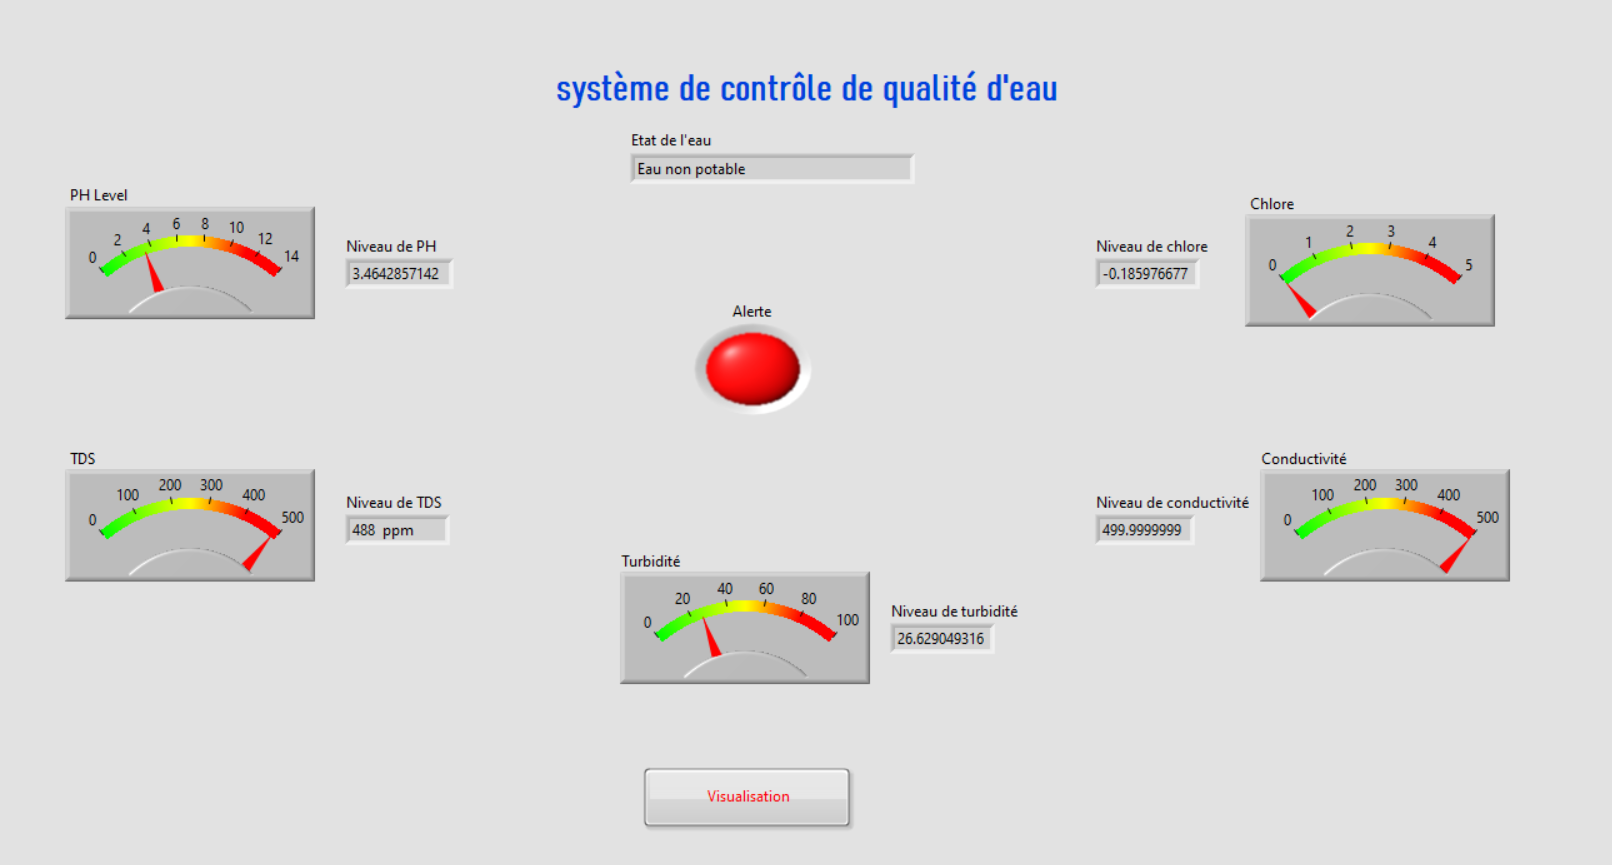 système de contrôle de qualité d'eau
Etat de l'eau
Eau non potable
PH Level
0 2 4 6 8 10 12 14
Niveau de PH
3.4642857142
Niveau de chlore
-0.185976677
Chlore
0 1 2 3 4 5
Alerte
TDS
0 100 200 300 400 500
Niveau de TDS
488 ppm
Niveau de conductivité
499.9999999
Conductivité
0 100 200 300 400 500
Turbidité
0 20 40 60 80 100
Niveau de turbidité
26.629049316
Visualisation